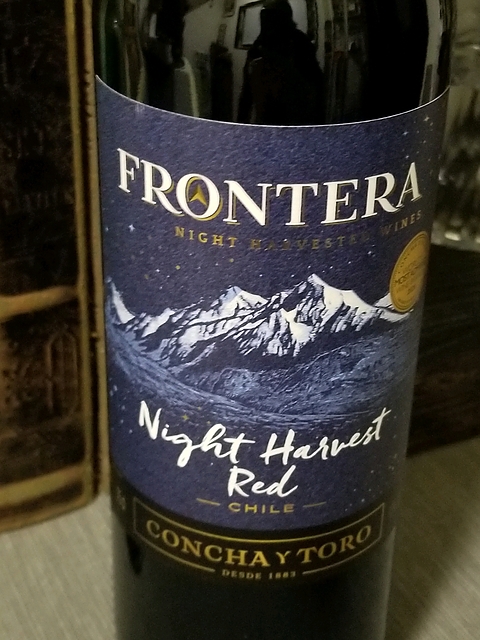 FRONTERA
NIGHT HARVESTED WINES
Night Harvest
Red
CHILE
CONCHA Y TORO
DESDE 1883